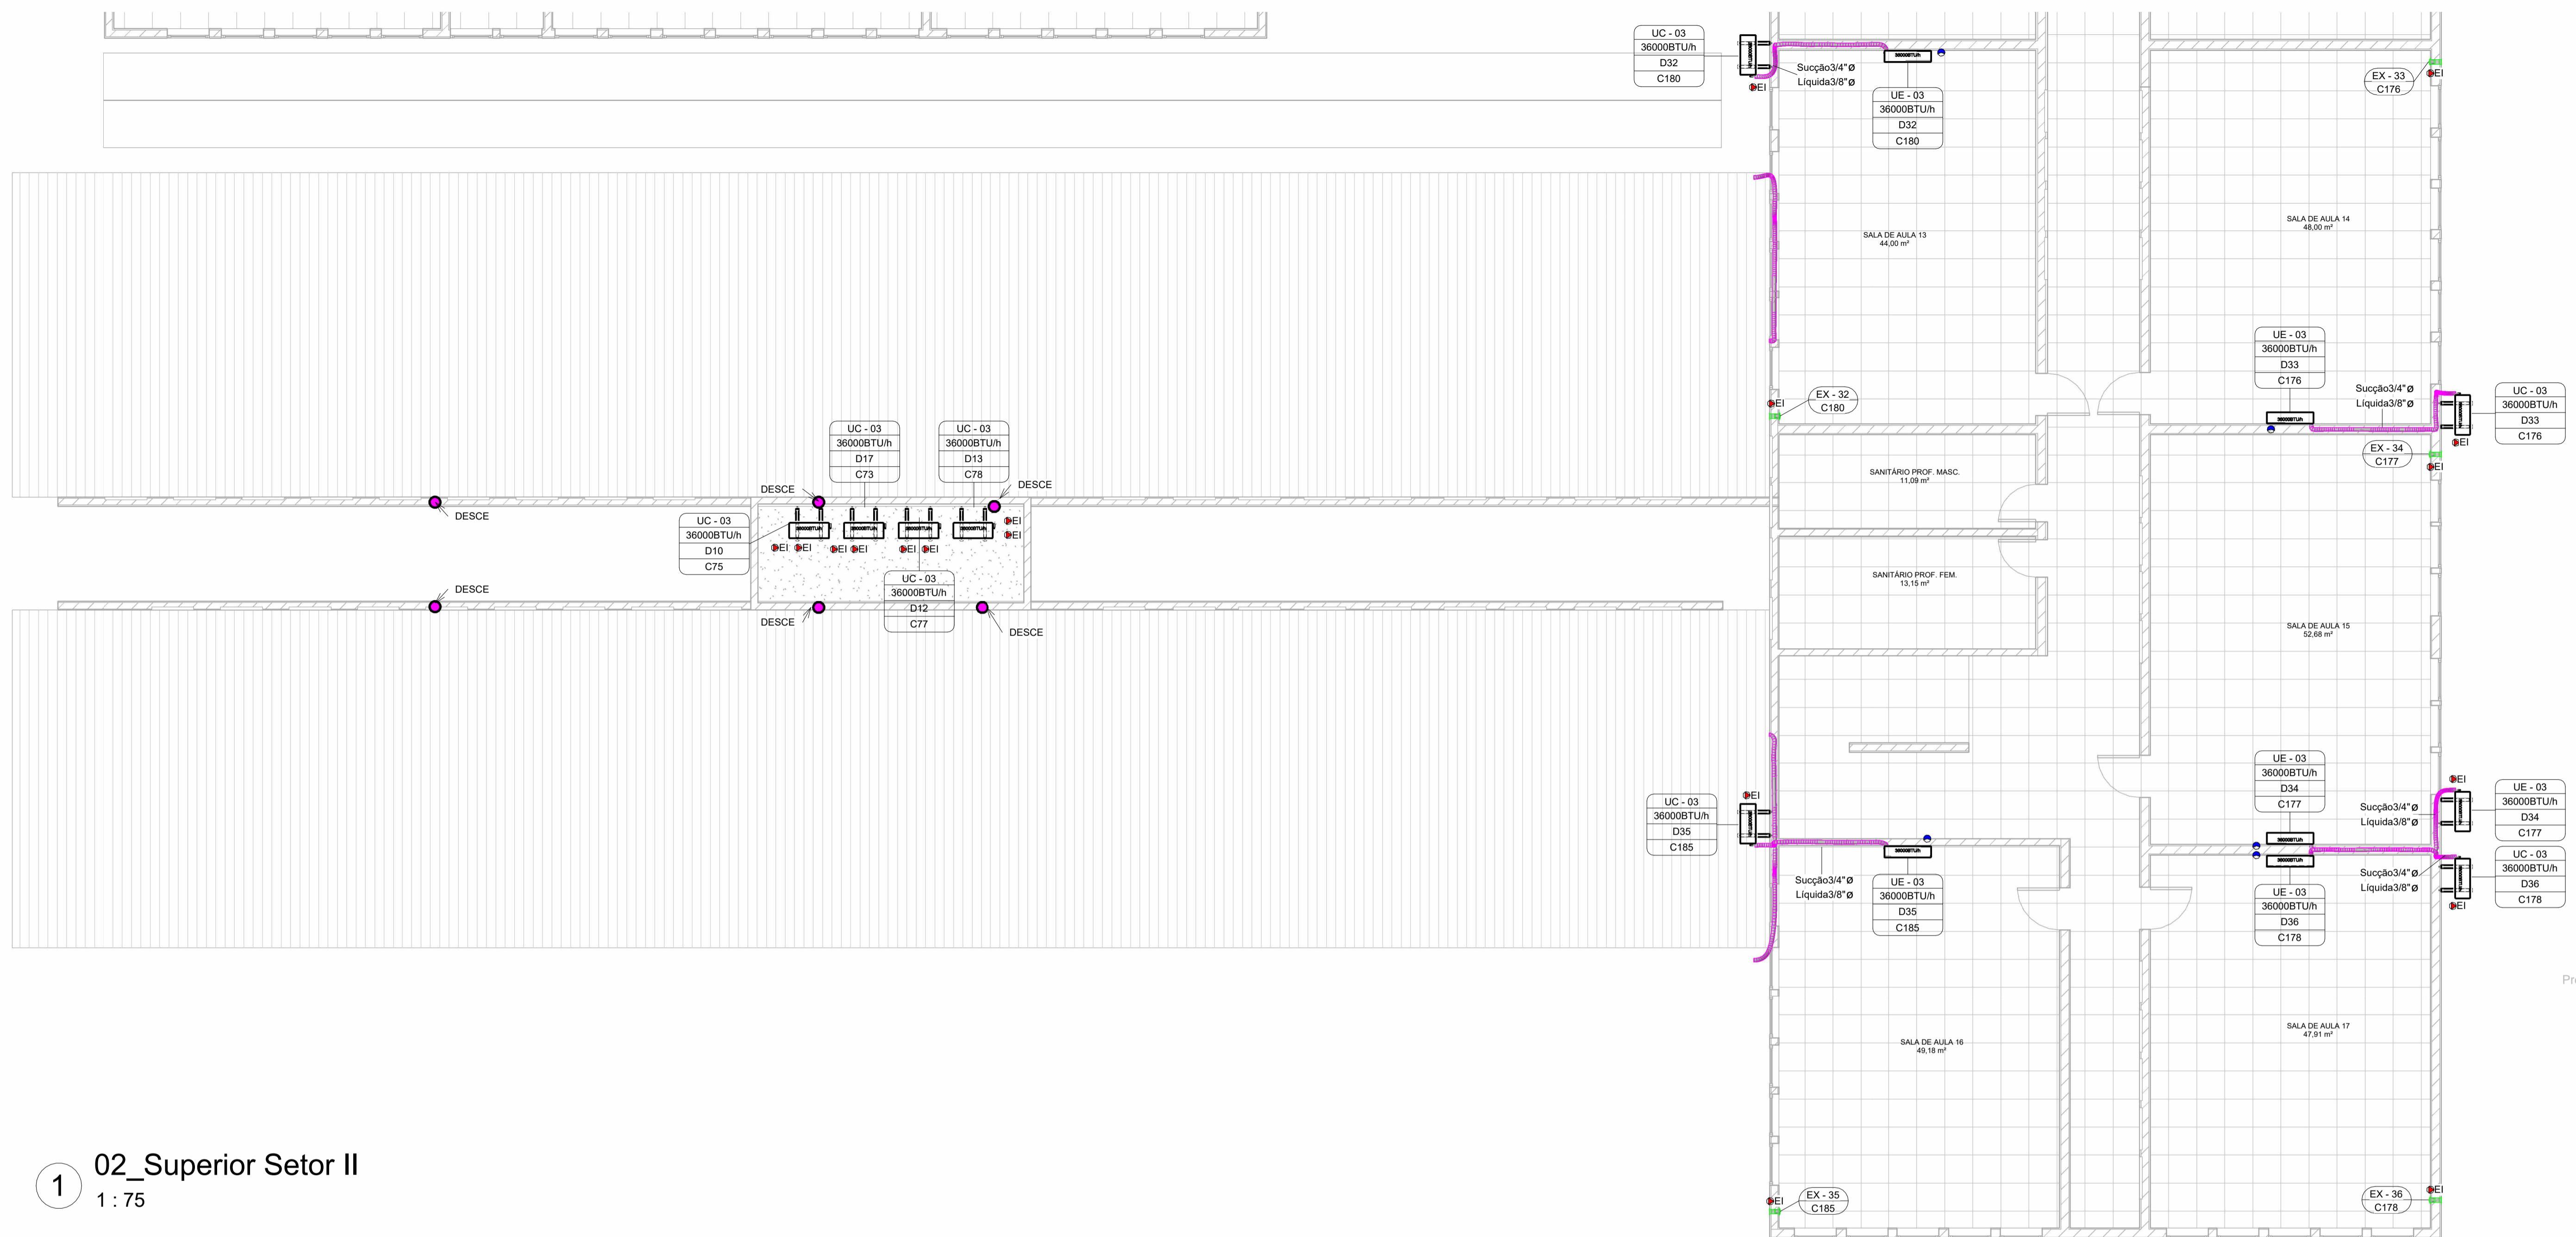 UC - 03
36000BTU/h
D32
C180
Sucção3/4"Ø
Líquida3/8"Ø
EI
36000BTU/h
UE - 03
36000BTU/h
D32
C180
EX - 33
C176
EI
SALA DE AULA 13
44,00 m²
SALA DE AULA 14
48,00 m²
UE - 03
36000BTU/h
D33
C176
36000BTU/h
Sucção3/4"Ø
Líquida3/8"Ø
UC - 03
36000BTU/h
D33
C176
EI
EI
EX - 32
C180
EX - 34
C177
EI
UC - 03
36000BTU/h
D17
C73
UC - 03
36000BTU/h
D13
C78
DESCE
DESCE
DESCE
SANITÁRIO PROF. MASC.
11,09 m²
UC - 03
36000BTU/h
D10
C75
36000BTU/h
36000BTU/h
36000BTU/h
36000BTU/h
EI
EI
EI
EI
EI
EI
EI
EI
UC - 03
36000BTU/h
D12
C77
DESCE
DESCE
DESCE
SANITÁRIO PROF. FEM.
13,15 m²
SALA DE AULA 15
52,68 m²
UE - 03
36000BTU/h
D34
C177
36000BTU/h
Sucção3/4"Ø
Líquida3/8"Ø
EI
UE - 03
36000BTU/h
D34
C177
EI
UC - 03
36000BTU/h
D35
C185
Sucção3/4"Ø
Líquida3/8"Ø
36000BTU/h
UE - 03
36000BTU/h
D35
C185
36000BTU/h
UE - 03
36000BTU/h
D36
C178
Sucção3/4"Ø
Líquida3/8"Ø
UC - 03
36000BTU/h
D36
C178
EI
SALA DE AULA 16
49,18 m²
SALA DE AULA 17
47,91 m²
EI
EX - 35
C185
EX - 36
C178
EI
1
02_Superior Setor II
1 : 75